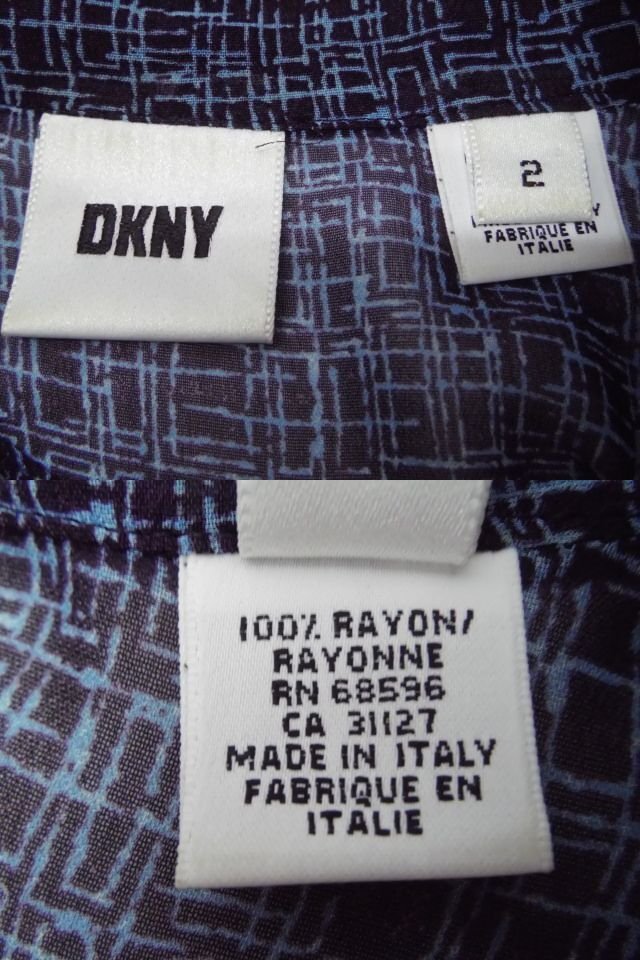 DKNY
2
FABRIQUE EN
ITALIE
100% RAYON/
RAYONNE
RN 68596
CA 31127
MADE IN ITALY
FABRIQUE EN
ITALIE